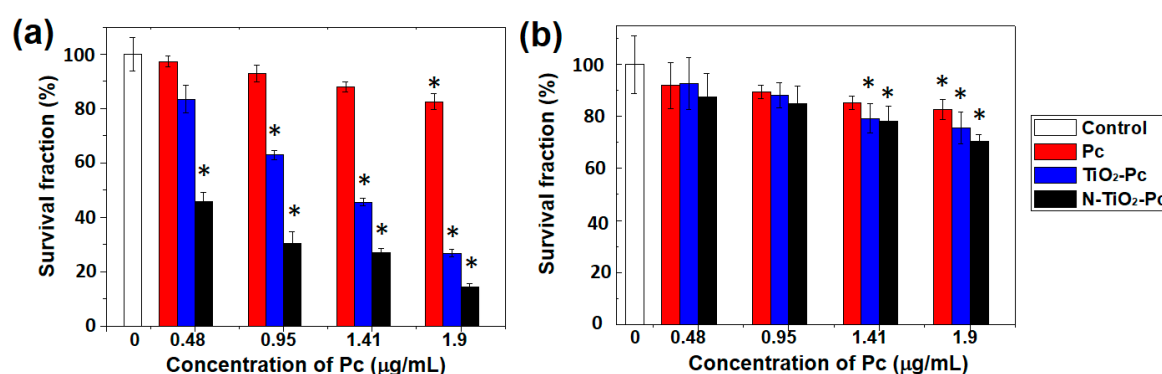 (a)
Survival fraction (%)
100
80
60
40
20
0
* * * * * * * *
0 0.48 0.95 1.41 1.9
Concentration of Pc (μg/mL)
(b)
Survival fraction (%)
100
80
60
40
20
0
* * * * *
0 0.48 0.95 1.41 1.9
Concentration of Pc (μg/mL)
Control
Pc
TiO₂-Pc
N-TiO₂-Pc